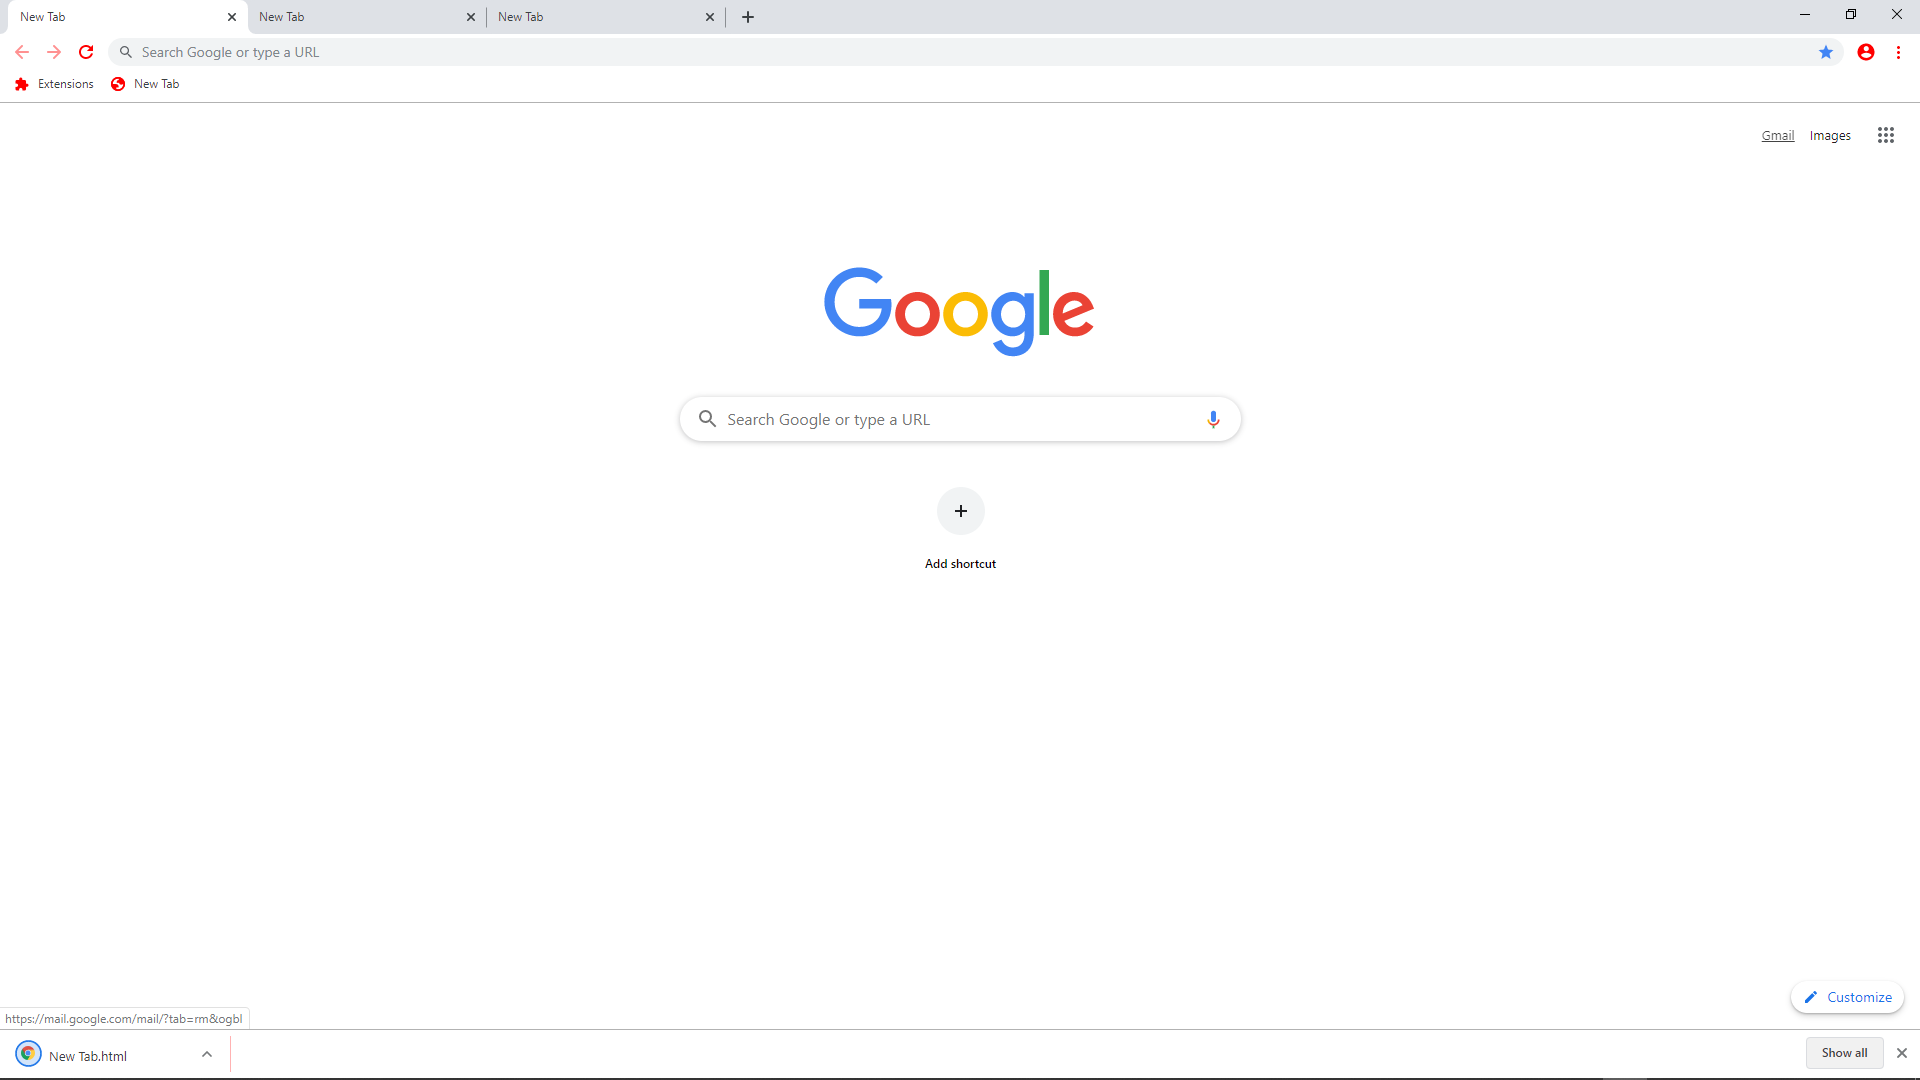 New Tab
New Tab
New Tab
Search Google or type a URL
Extensions
New Tab
Gmail
Images
Google
Search Google or type a URL
Add shortcut
Customize
https://mail.google.com/mail/?tab=rm&ogbl
New Tab.html
Show all